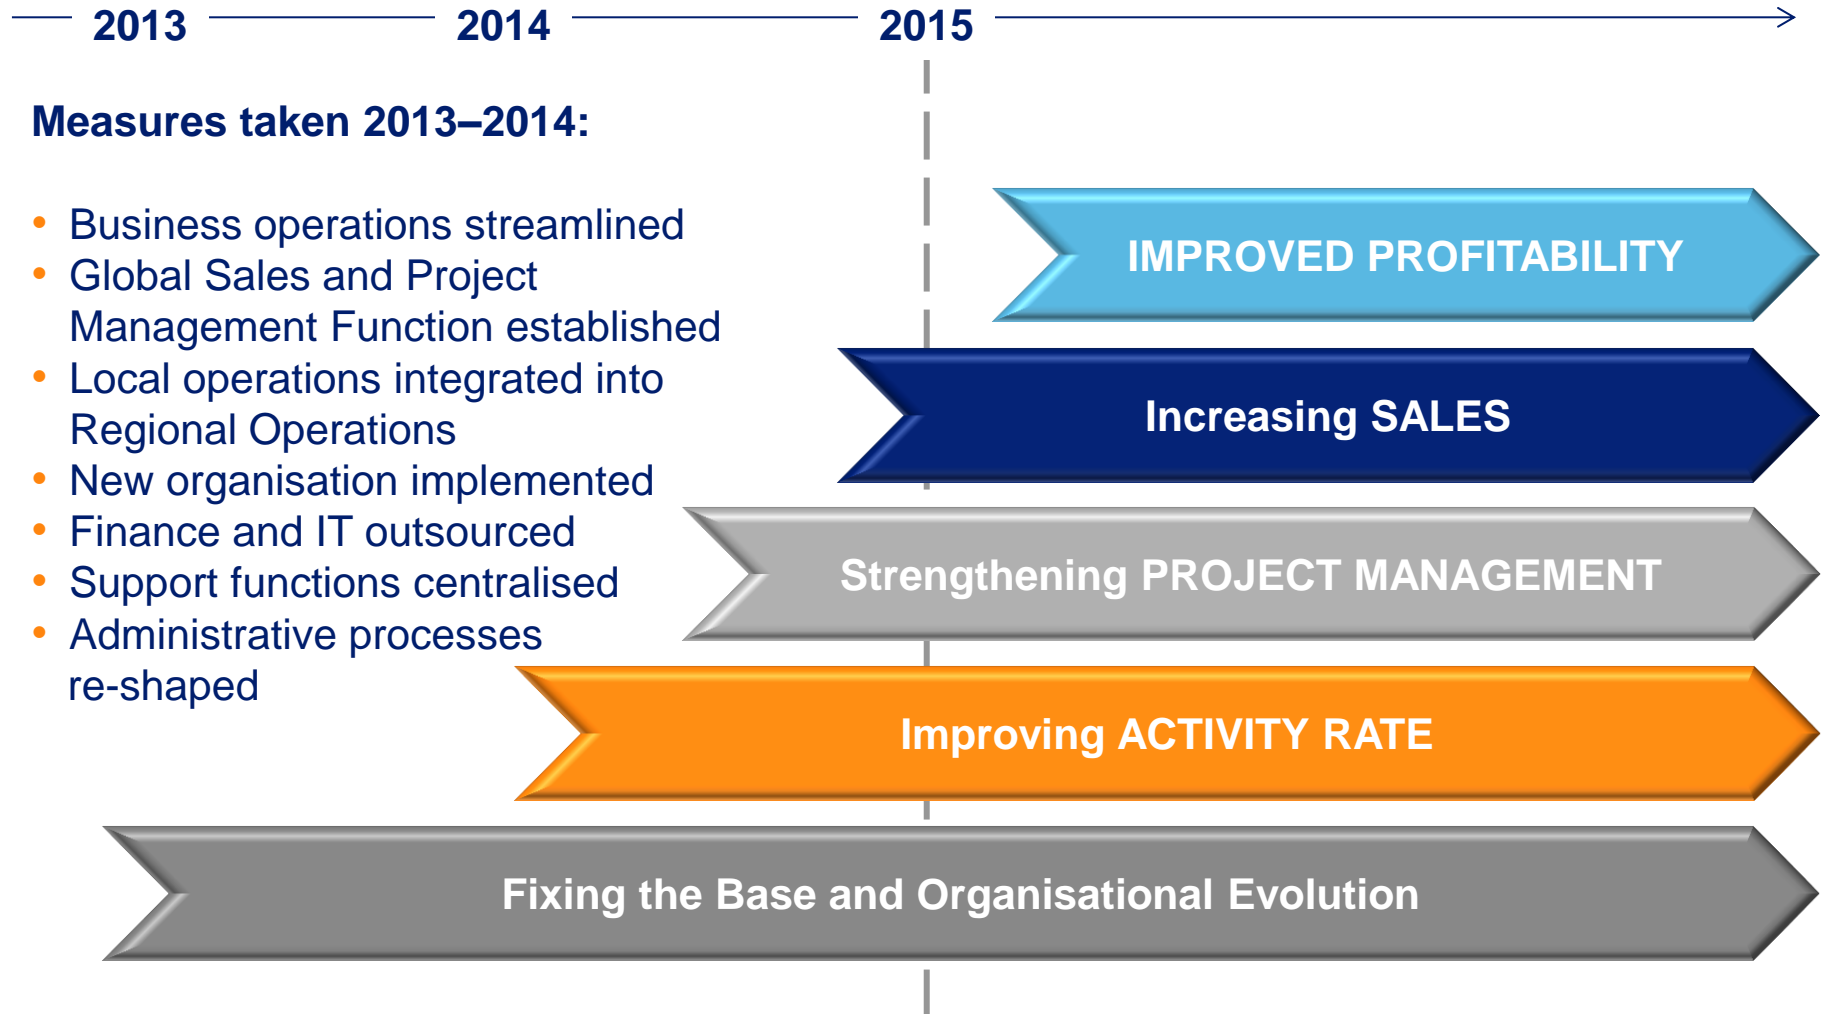 2013 2014 2015
Measures taken 2013–2014:
• Business operations streamlined
• Global Sales and Project
Management Function established
• Local operations integrated into
Regional Operations
• New organisation implemented
• Finance and IT outsourced
• Support functions centralised
• Administrative processes
re-shaped
IMPROVED PROFITABILITY
Increasing SALES
Strengthening PROJECT MANAGEMENT
Improving ACTIVITY RATE
Fixing the Base and Organisational Evolution